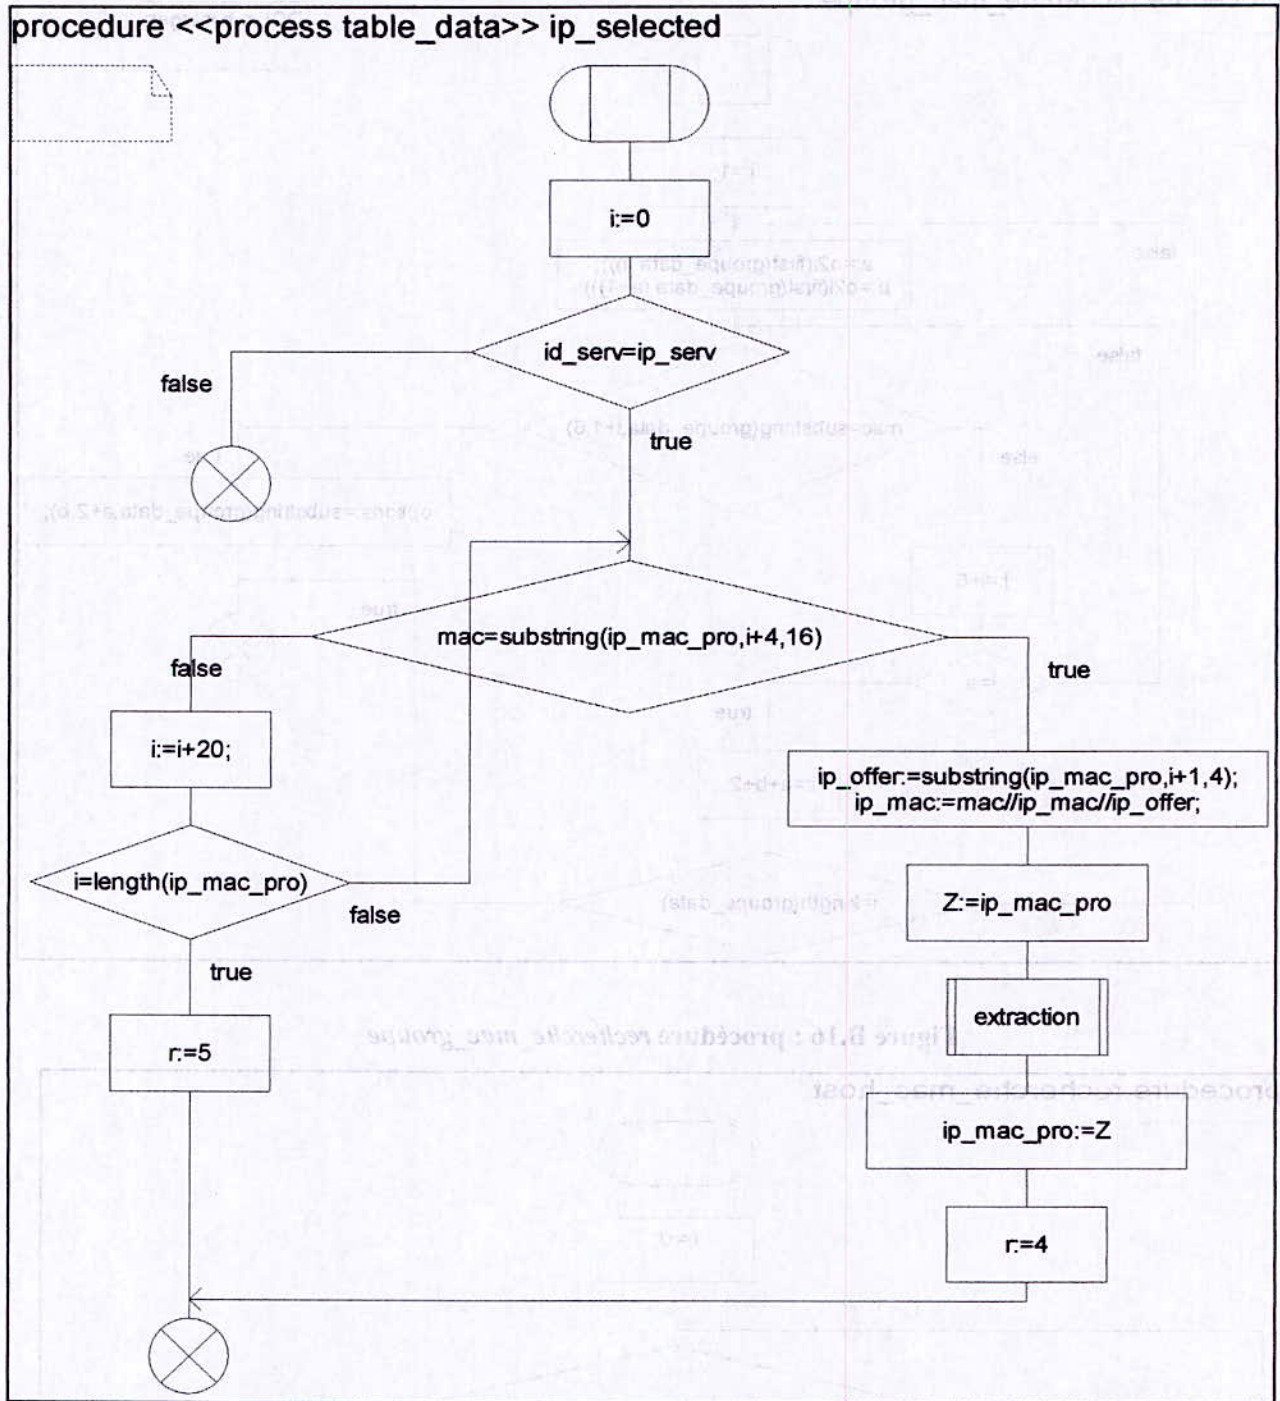 procedure <<process table_data>> ip_selected
i:=0
id_serv=ip_serv
false
true
mac=substring(ip_mac_pro,i+4,16)
false
true
i:=i+20;
ip_offer:=substring(ip_mac_pro,i+1,4);
ip_mac:=mac//ip_mac//ip_offer;
i=length(ip_mac_pro)
false
Z:=ip_mac_pro
true
extraction
r:=5
ip_mac_pro:=Z
r:=4